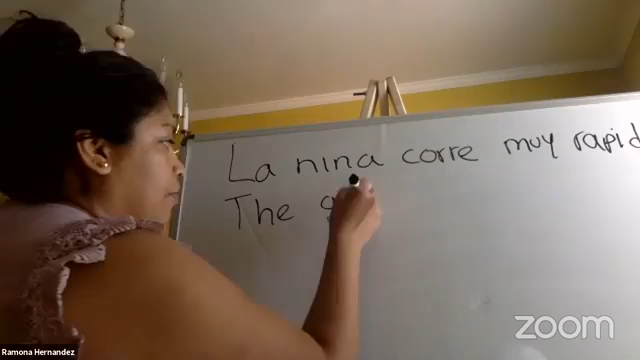 La nina corre muy rapid
The g
zoom
Ramona Hernandez